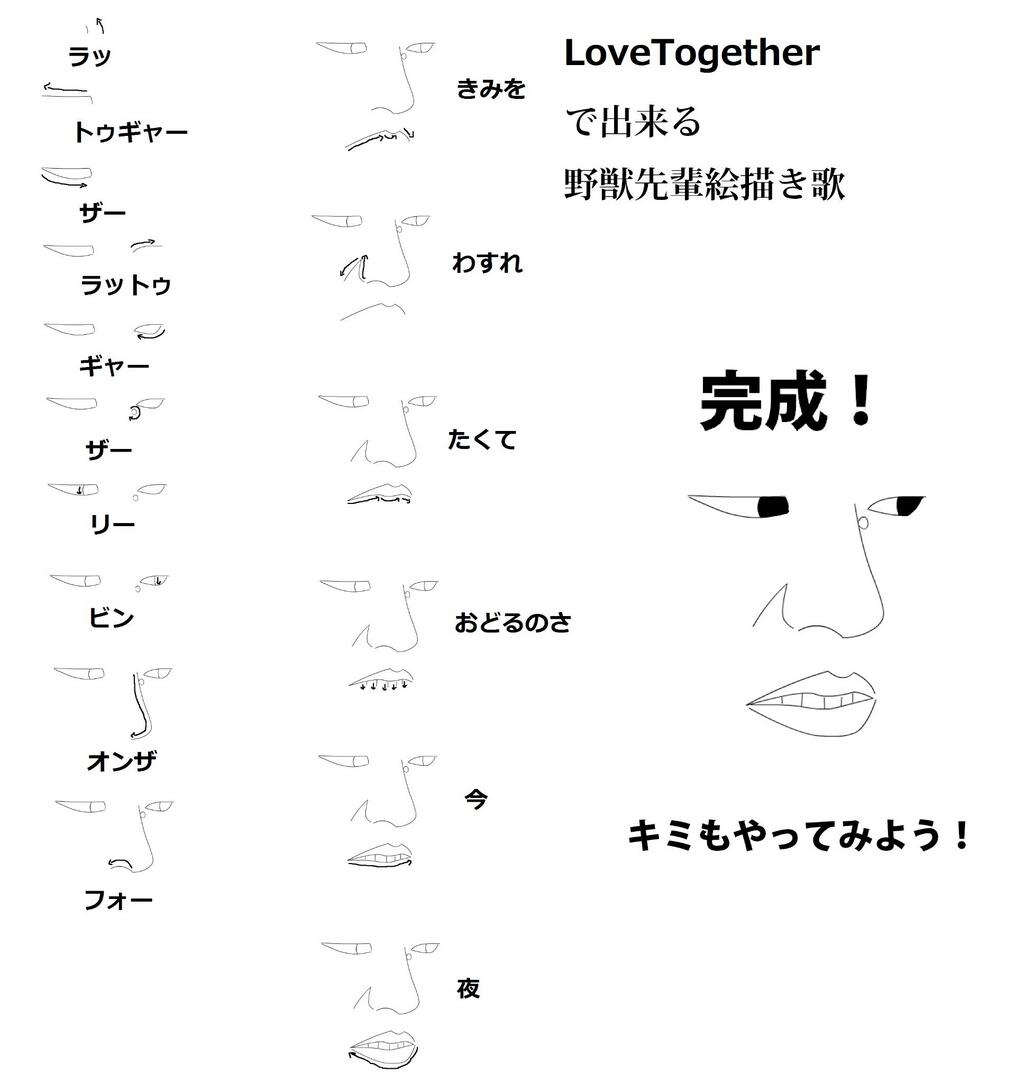 LoveTogether
で出来る
野獣先輩絵描き歌
ラッ
トゥギャー
ザー
ラットゥ
ギャー
ザー
リー
ビン
オンザ
フォー
きみを
わすれ
たくて
おどるのさ
今
夜
完成！
キミもやってみよう！